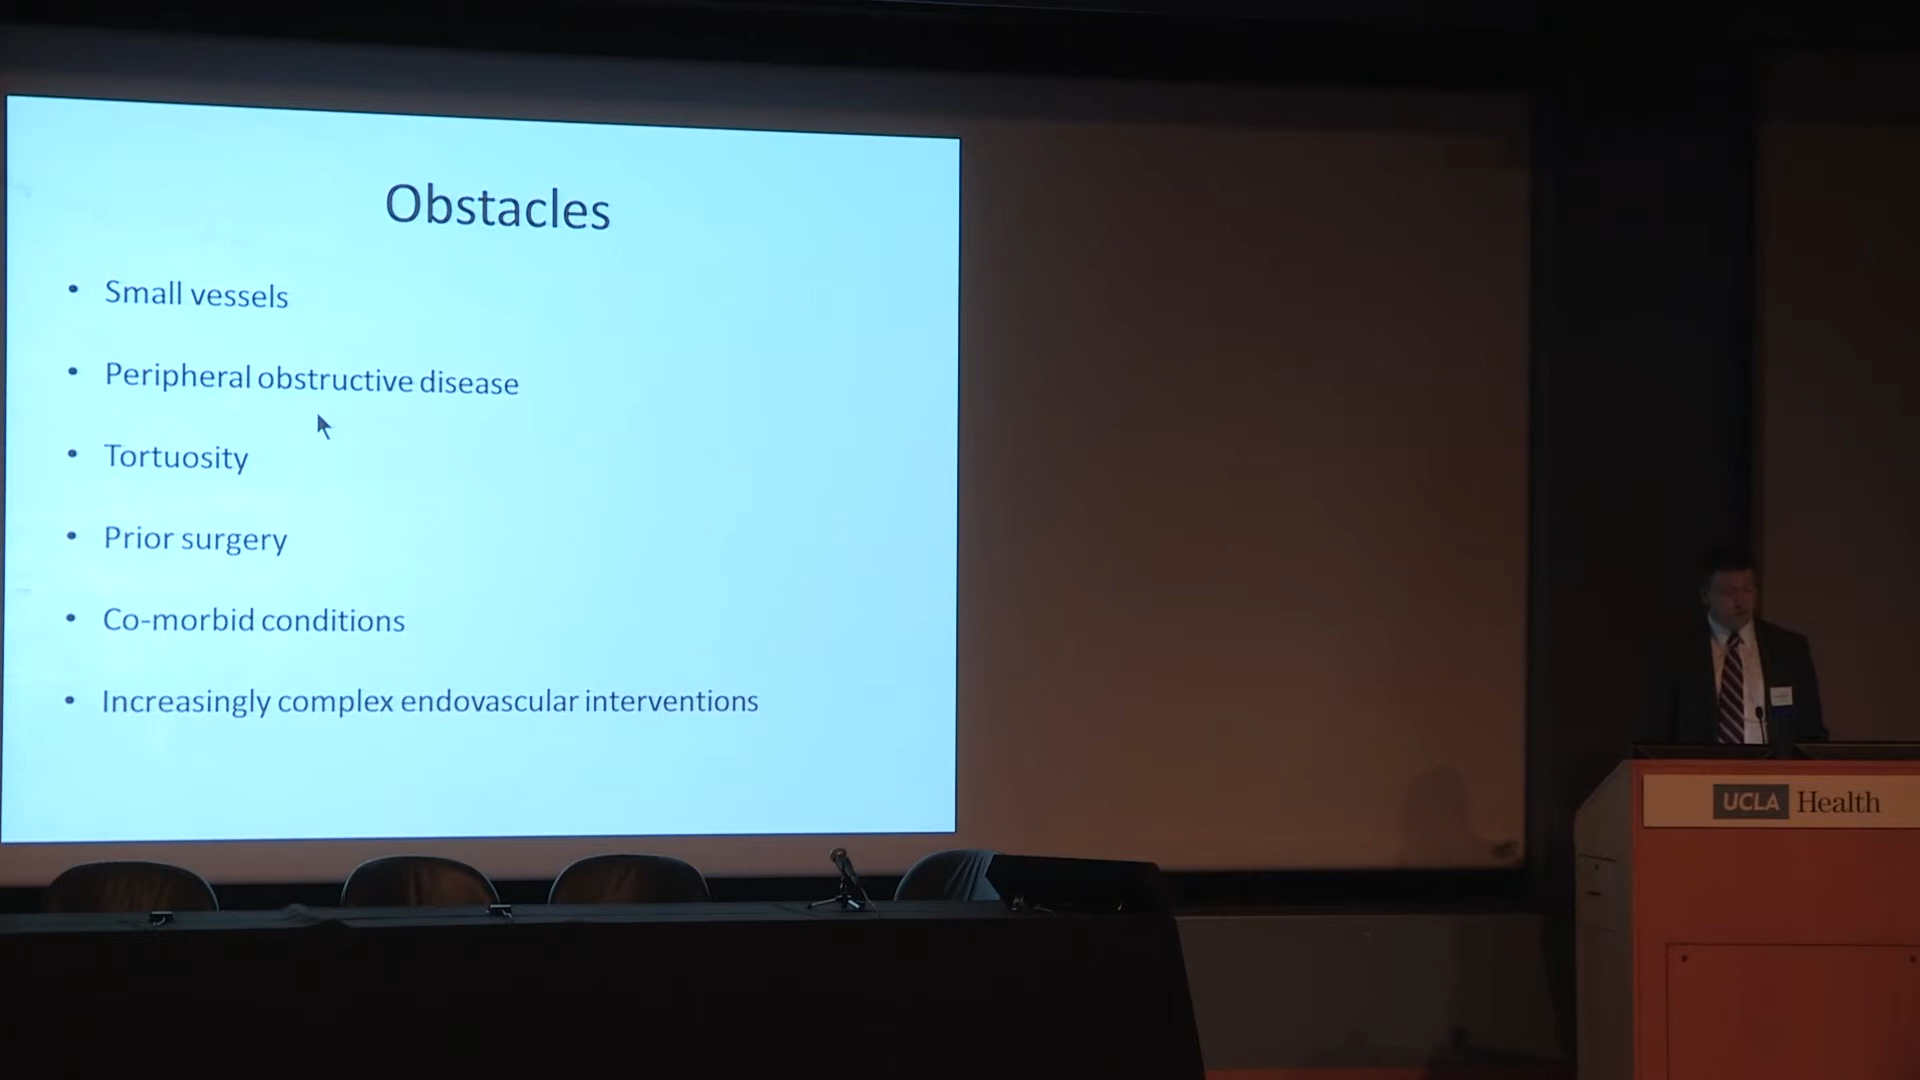 Obstacles
• Small vessels
• Peripheral obstructive disease
• Tortuosity
• Prior surgery
• Co-morbid conditions
• Increasingly complex endovascular interventions
UCLA Health